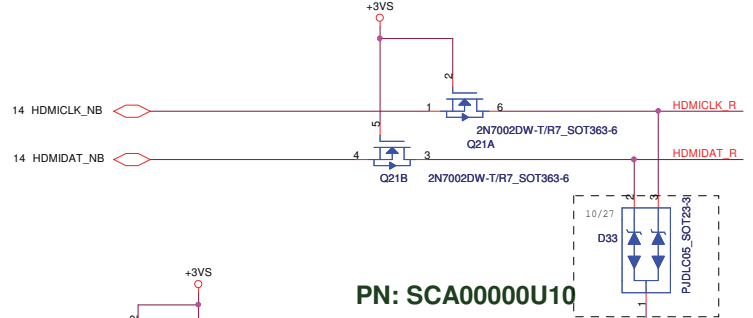 +3VS
2
14 HDMICLK_NB
1
6
HDMICLK_R
2N7002DW-T/R7_SOT363-6
Q21A
5
14 HDMIDAT_NB
4
3
HDMIDAT_R
Q21B
2N7002DW-T/R7_SOT363-6
2
3
10/27
D33
PJDLC05_SOT23-3
+3VS
PN: SCA00000U10
1